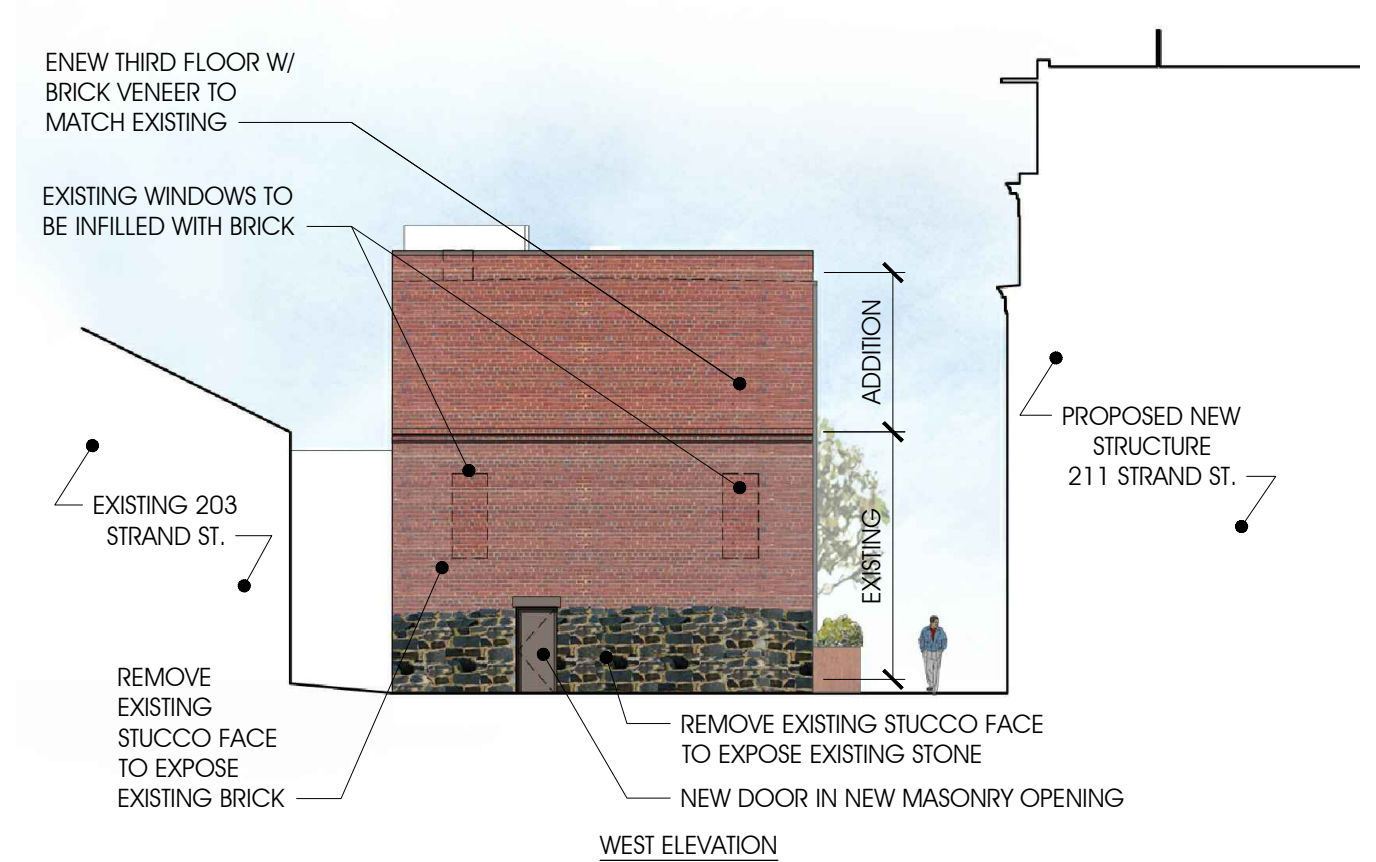 ENEW THIRD FLOOR W/
BRICK VENEER TO
MATCH EXISTING
EXISTING WINDOWS TO
BE INFILLED WITH BRICK
ADDITION
PROPOSED NEW
STRUCTURE
211 STRAND ST.
EXISTING 203
STRAND ST.
EXISTING
REMOVE
EXISTING
STUCCO FACE
TO EXPOSE
EXISTING BRICK
REMOVE EXISTING STUCCO FACE
TO EXPOSE EXISTING STONE
NEW DOOR IN NEW MASONRY OPENING
WEST ELEVATION